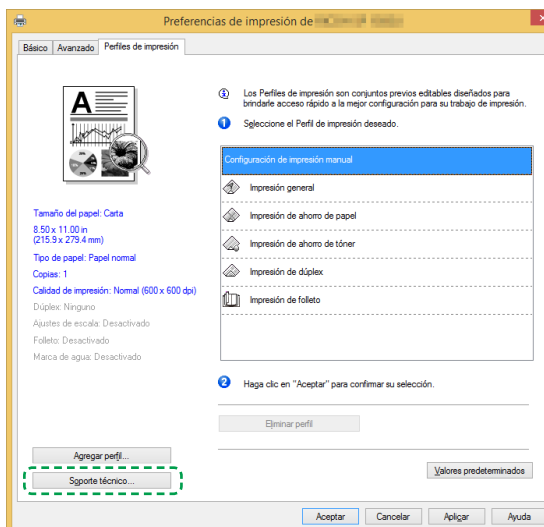 Preferencias de impresión de
Básico
Avanzado
Perfiles de impresión
A
Los Perfiles de impresión son conjuntos previos editables diseñados para
brindarle acceso rápido a la mejor configuración para su trabajo de impresión.
1
Seleccione el Perfil de impresión deseado.
Configuración de impresión manual
Impresión general
Impresión de ahorro de papel
Impresión de ahorro de tóner
Impresión de dúplex
Impresión de folleto
Tamaño del papel: Carta
8.50 x 11.00 in
(215.9 x 279.4 mm)
Tipo de papel: Papel normal
Copias: 1
Calidad de impresión: Normal (600 x 600 dpi)
Dúplex: Ninguno
Ajustes de escala: Desactivado
Folleto: Desactivado
Marca de agua: Desactivado
2
Haga clic en "Aceptar" para confirmar su selección.
Eliminar perfil
Agregar perfil...
Soporte técnico...
Valores predeterminados
Aceptar
Cancelar
Aplicar
Ayuda